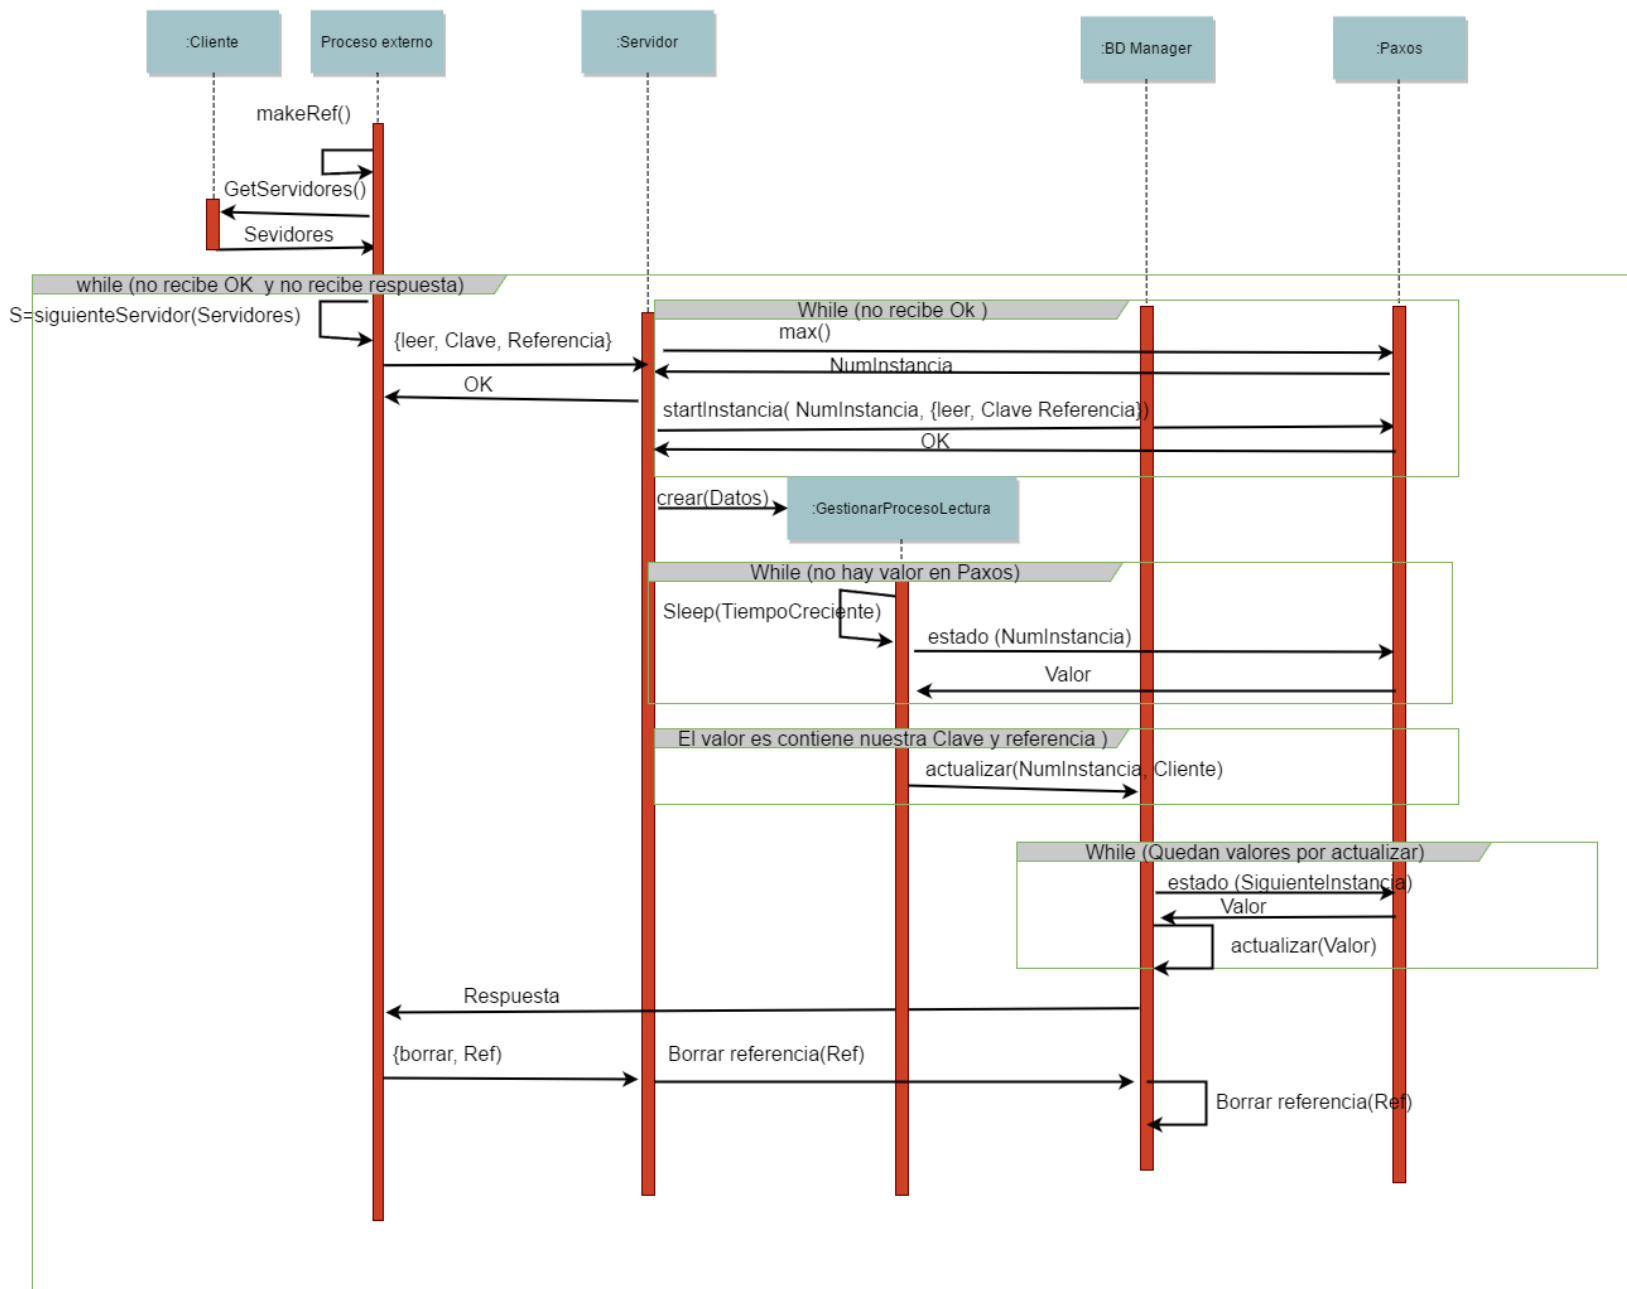 :Cliente
Proceso externo
:Servidor
:BD Manager
:Paxos
makeRef()
GetServidores()
Sevidores
while (no recibe OK  y no recibe respuesta)
S=siguienteServidor(Servidores)
While (no recibe Ok )
max()
{leer, Clave, Referencia}
NumInstancia
OK
startInstancia( NumInstancia, {leer, Clave Referencia})
OK
crear(Datos)
:GestionarProcesoLectura
While (no hay valor en Paxos)
Sleep(TiempoCreciente)
estado (NumInstancia)
Valor
El valor es contiene nuestra Clave y referencia )
actualizar(NumInstancia, Cliente)
While (Quedan valores por actualizar)
estado (SiguienteInstancia)
Valor
actualizar(Valor)
Respuesta
{borrar, Ref)
Borrar referencia(Ref)
Borrar referencia(Ref)